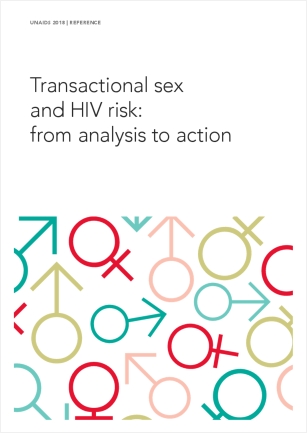 UNAIDS 2018 | REFERENCE
Transactional sex
and HIV risk:
from analysis to action